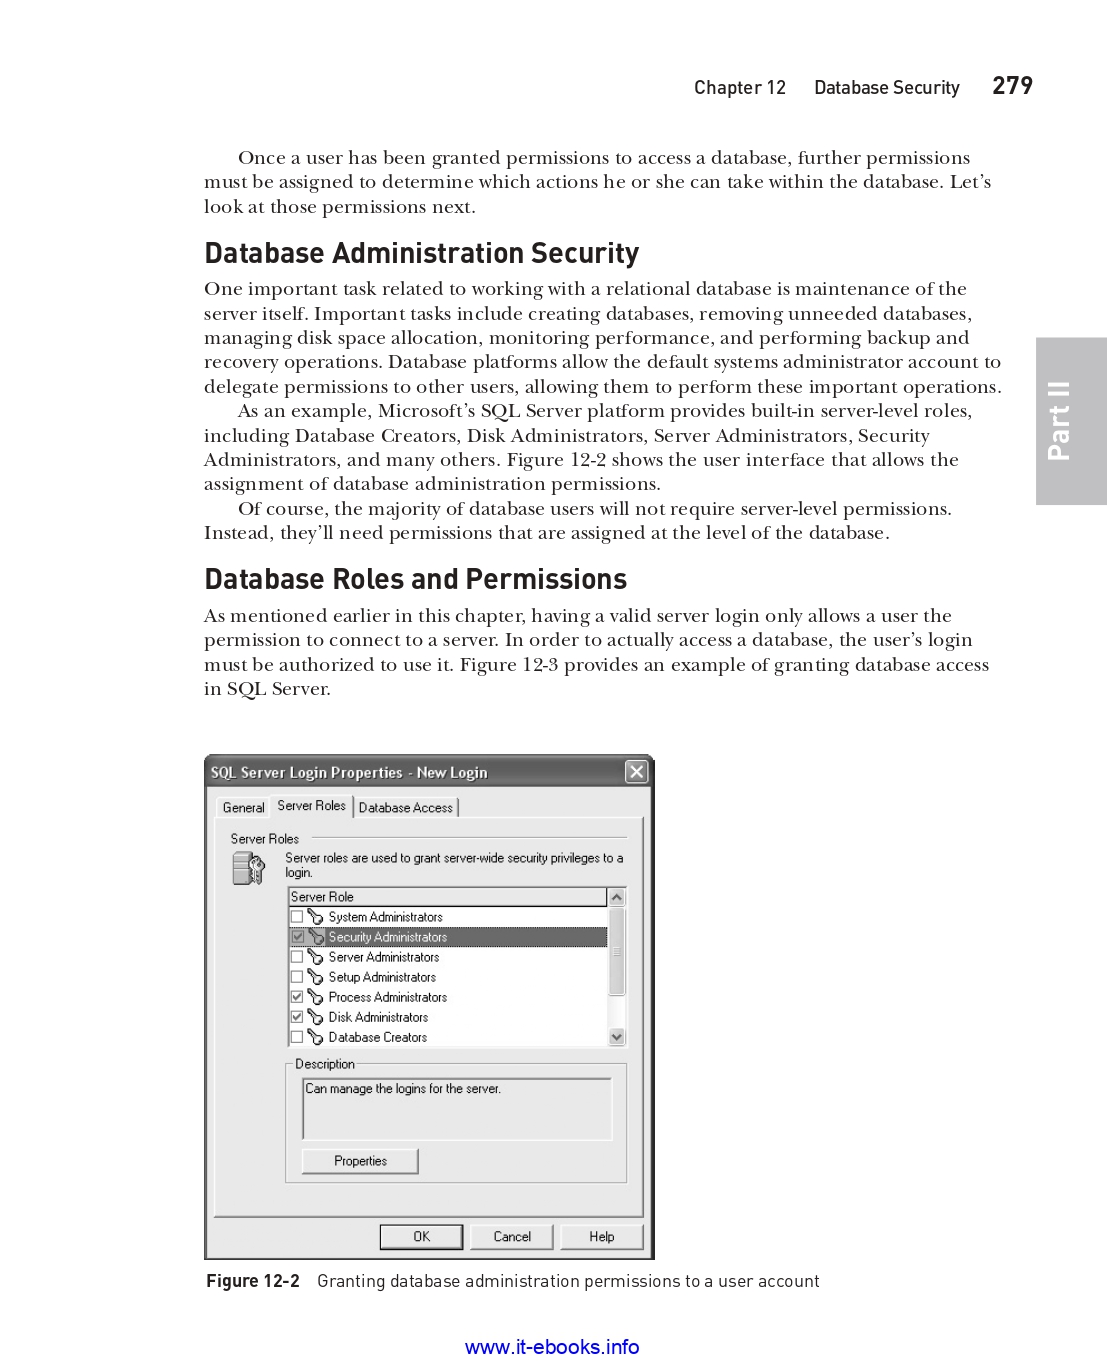 Chapter 12 Database Security 279
Once a user has been granted permissions to access a database, further permissions
must be assigned to determine which actions he or she can take within the database. Let’s
look at those permissions next.
Database Administration Security
One important task related to working with a relational database is maintenance of the
server itself. Important tasks include creating databases, removing unneeded databases,
managing disk space allocation, monitoring performance, and performing backup and
recovery operations. Database platforms allow the default systems administrator account to
delegate permissions to other users, allowing them to perform these important operations.
As an example, Microsoft’s SQL Server platform provides built-in server-level roles,
including Database Creators, Disk Administrators, Server Administrators, Security
Administrators, and many others. Figure 12-2 shows the user interface that allows the
assignment of database administration permissions.
Of course, the majority of database users will not require server-level permissions.
Instead, they’ll need permissions that are assigned at the level of the database.
Part II
Database Roles and Permissions
As mentioned earlier in this chapter, having a valid server login only allows a user the
permission to connect to a server. In order to actually access a database, the user’s login
must be authorized to use it. Figure 12-3 provides an example of granting database access
in SQL Server.
SQL Server Login Properties - New Login
General Server Roles Database Access
Server Roles
Server roles are used to grant server-wide security privileges to a
login.
Server Role
System Administrators
Security Administrators
Server Administrators
Setup Administrators
Process Administrators
Disk Administrators
Database Creators
Description
Can manage the logins for the server.
Properties
OK Cancel Help
Figure 12-2 Granting database administration permissions to a user account
www.it-ebooks.info